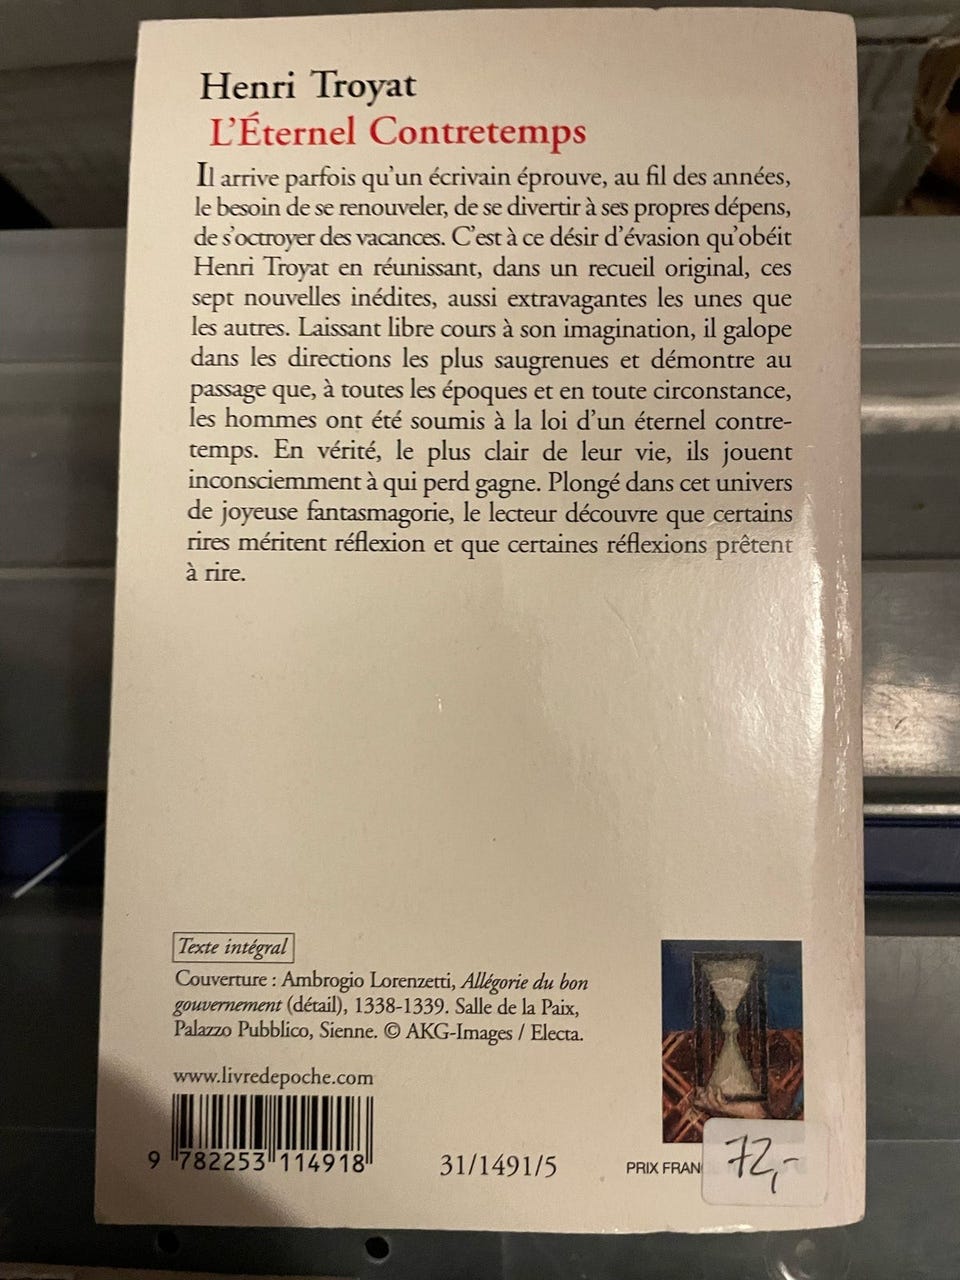 Henri Troyat
L'Éternel Contretemps
Il arrive parfois qu'un écrivain éprouve, au fil des années,
le besoin de se renouveler, de se divertir à ses propres dépens,
de s'octroyer des vacances. C'est à ce désir d'évasion qu'obéit
Henri Troyat en réunissant, dans un recueil original, ces
sept nouvelles inédites, aussi extravagantes les unes que
les autres. Laissant libre cours à son imagination, il galope
dans les directions les plus saugrenues et démontre au
passage que, à toutes les époques et en toute circonstance,
les hommes ont été soumis à la loi d'un éternel contre-
temps. En vérité, le plus clair de leur vie, ils jouent
inconsciemment à qui perd gagne. Plongé dans cet univers
de joyeuse fantasmagorie, le lecteur découvre que certains
rires méritent réflexion et que certaines réflexions prêtent
à rire.
Texte intégral
Couverture : Ambrogio Lorenzetti, Allégorie du bon
gouvernement (détail), 1338-1339. Salle de la Paix,
Palazzo Pubblico, Sienne. © AKG-Images / Electa.
www.livredepoche.com
9 782253 114918
31/1491/5
PRIX
72,-